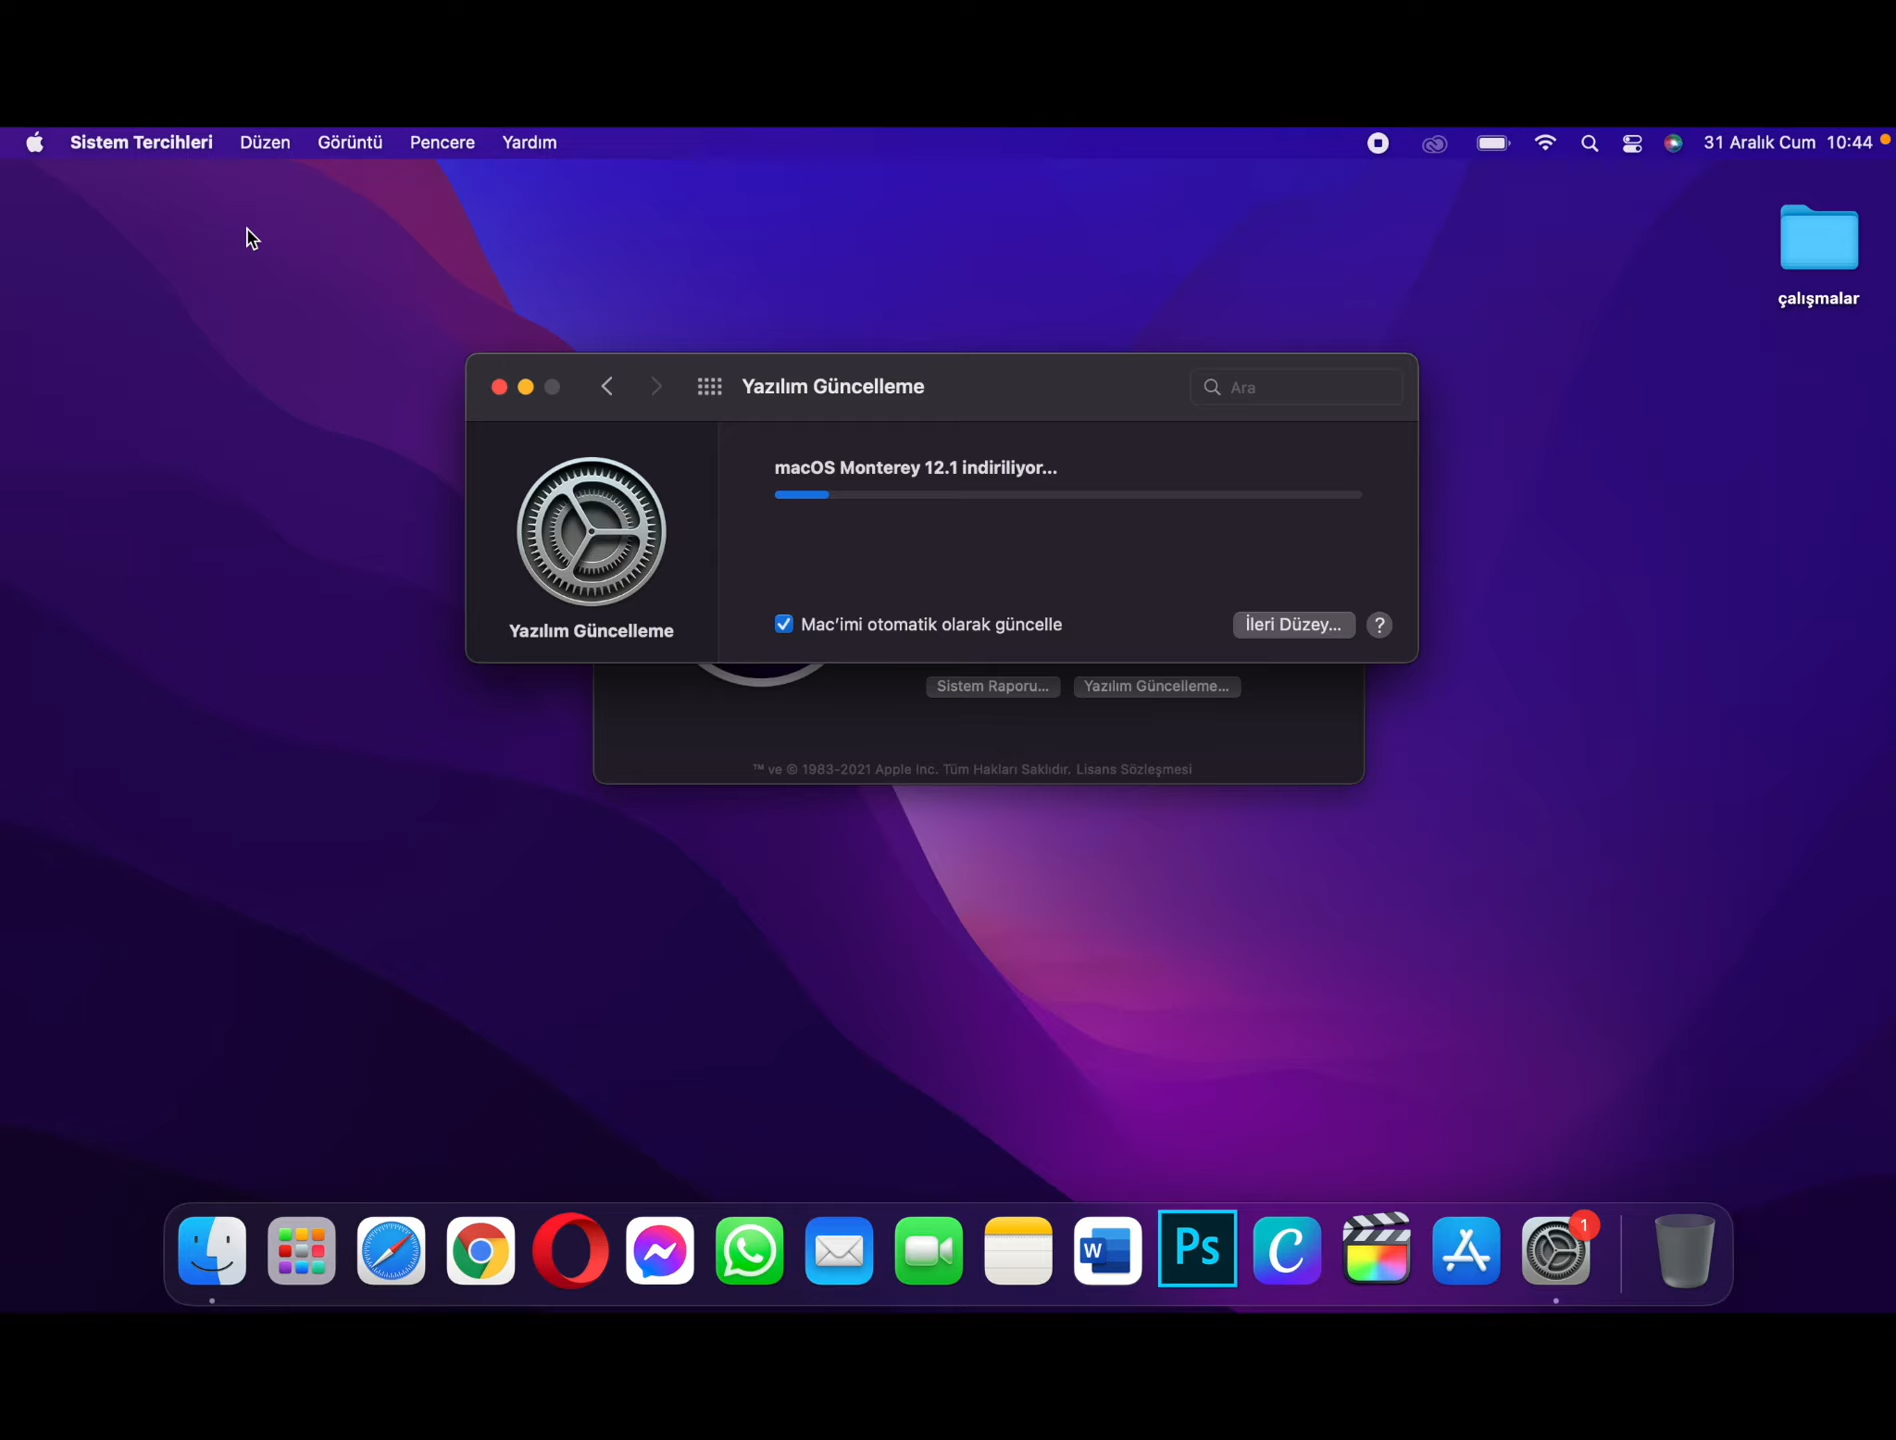 Sistem Tercihleri Düzen Görüntü Pencere Yardım 31 Aralık Cum 10:44
çalışmalar
Yazılım Güncelleme Ara
macOS Monterey 12.1 indiriliyor...
Mac'imi otomatik olarak güncelle İleri Düzey... ?
Yazılım Güncelleme
Sistem Raporu... Yazılım Güncelleme...
™ ve © 1983-2021 Apple Inc. Tüm Hakları Saklıdır. Lisans Sözleşmesi
1
W Ps C